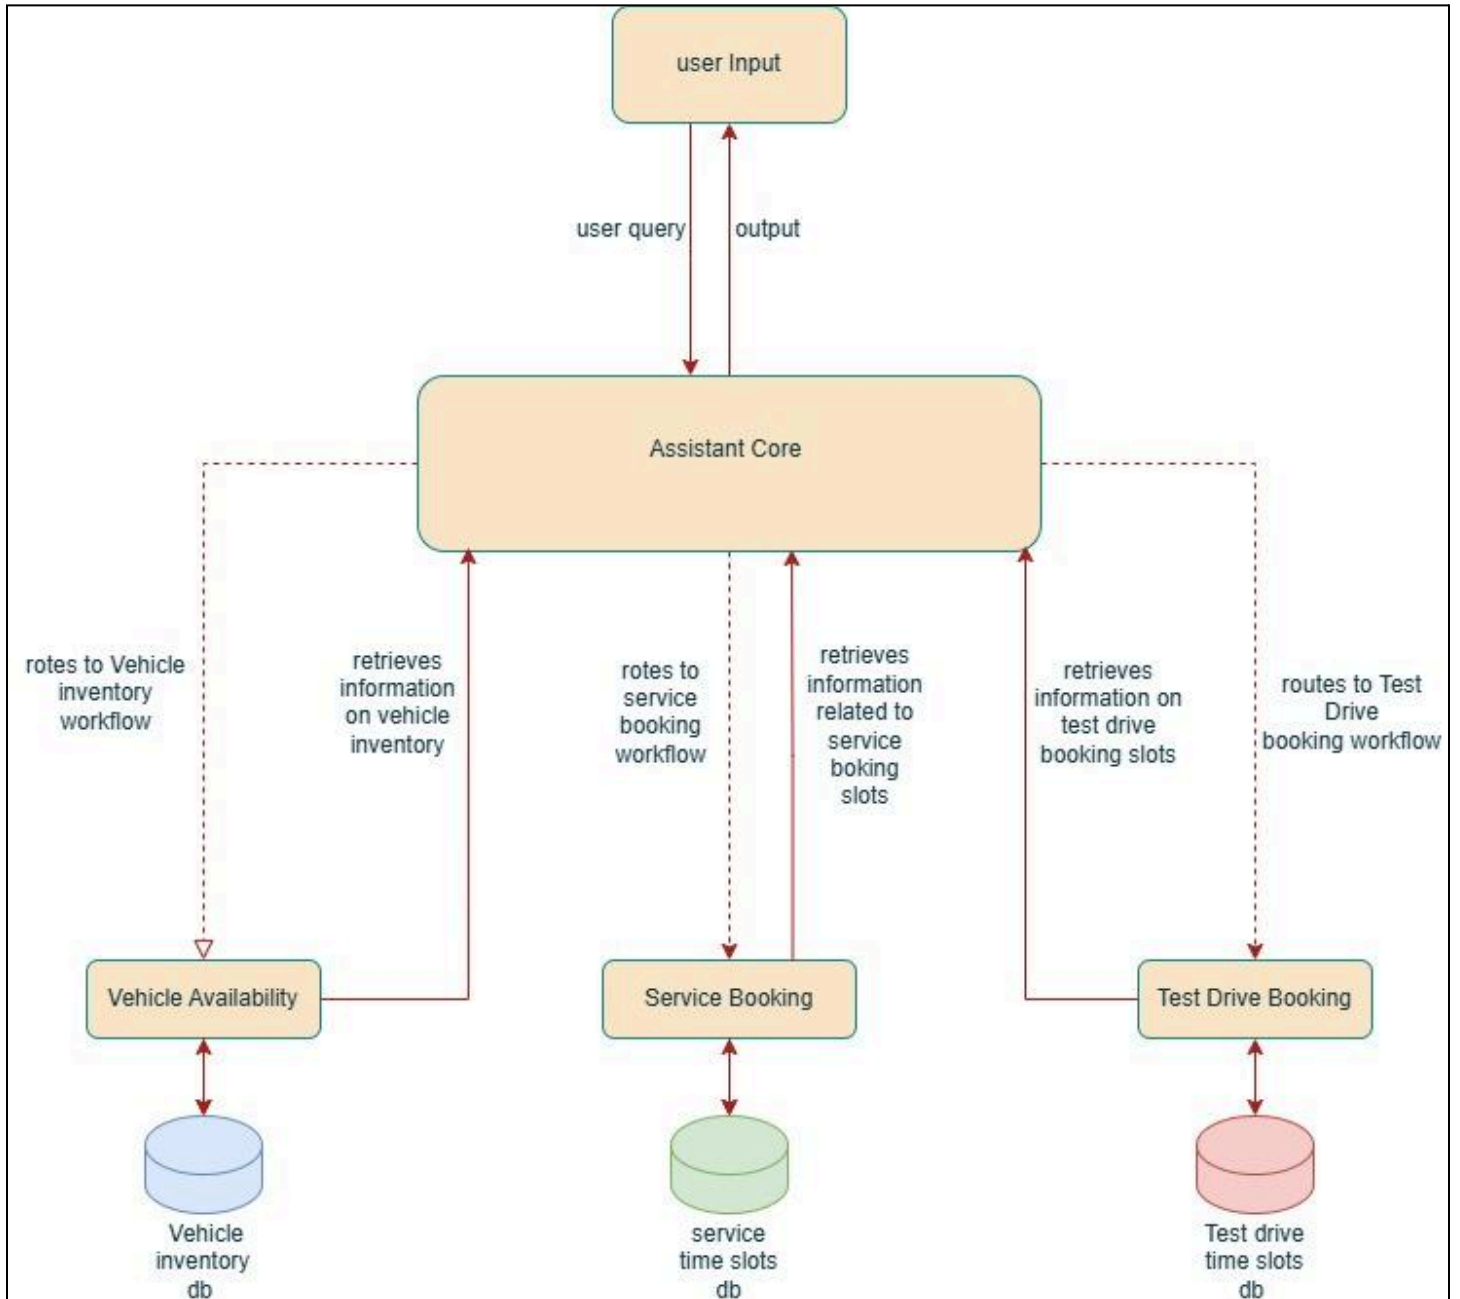 user Input
user query
output
Assistant Core
rotes to Vehicle
inventory
workflow
retrieves
information
on vehicle
inventory
rotes to
service
booking
workflow
retrieves
information
related to
service
boking
slots
retrieves
information on
test drive
booking slots
routes to Test
Drive
booking workflow
Vehicle Availability
Service Booking
Test Drive Booking
Vehicle
inventory
db
service
time slots
db
Test drive
time slots
db